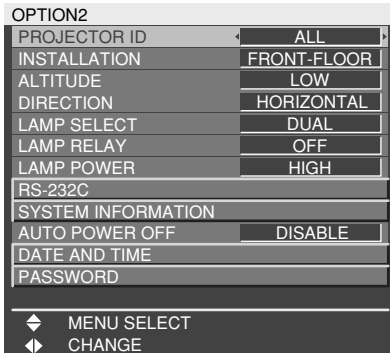 OPTION2
PROJECTOR ID ALL
INSTALLATION FRONT-FLOOR
ALTITUDE LOW
DIRECTION HORIZONTAL
LAMP SELECT DUAL
LAMP RELAY OFF
LAMP POWER HIGH
RS-232C
SYSTEM INFORMATION
AUTO POWER OFF DISABLE
DATE AND TIME
PASSWORD
MENU SELECT
CHANGE